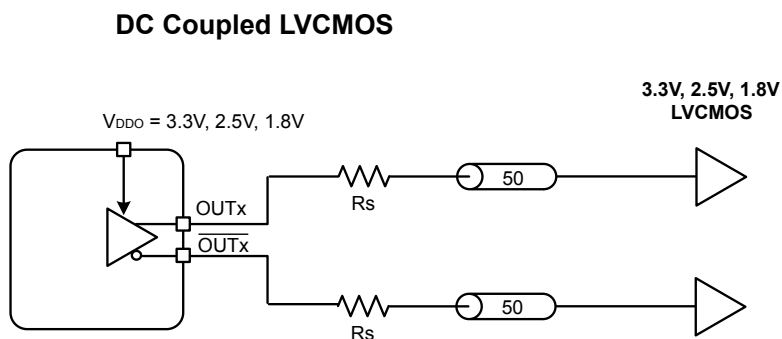 DC Coupled LVCMOS
3.3V, 2.5V, 1.8V
LVCMOS
VDDO = 3.3V, 2.5V, 1.8V
OUTx
Rs
50
OUTx
Rs
50